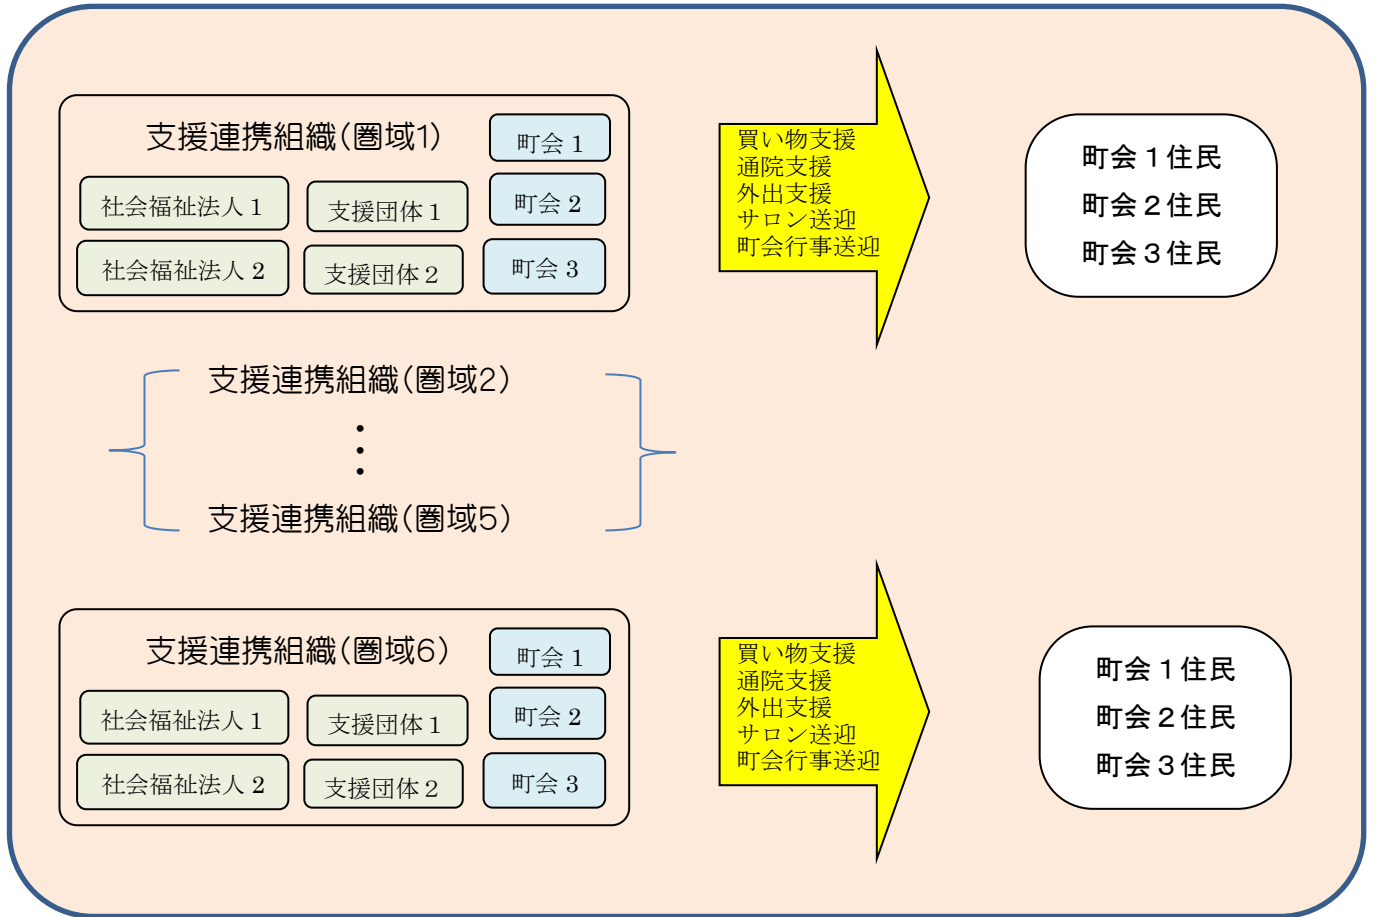 支援連携組織(圏域1)
町会 1
社会福祉法人 1
支援団体 1
町会 2
社会福祉法人 2
支援団体 2
町会 3
買い物支援
通院支援
外出支援
サロン送迎
町会行事送迎
町会１住民
町会２住民
町会３住民
支援連携組織(圏域2)
・
・
・
支援連携組織(圏域5)
支援連携組織(圏域6)
町会 1
社会福祉法人 1
支援団体 1
町会 2
社会福祉法人 2
支援団体 2
町会 3
買い物支援
通院支援
外出支援
サロン送迎
町会行事送迎
町会１住民
町会２住民
町会３住民